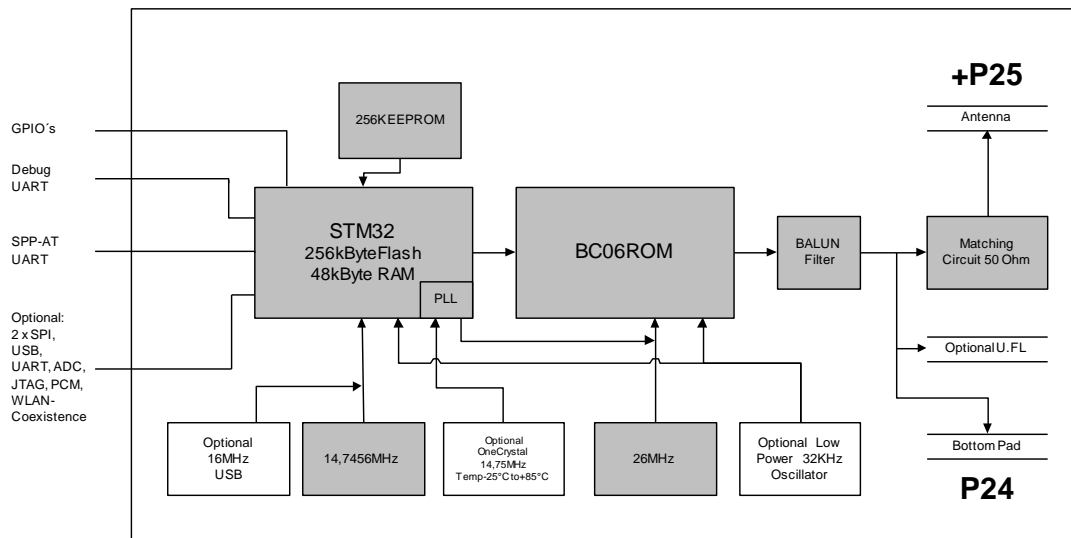 +P25
Antenna
256KEEPROM
GPIO´s
Debug
UART
SPP-AT
UART
Optional:
2 x SPI,
USB,
UART, ADC,
JTAG, PCM,
WLAN-
Coexistence
STM32
256kByteFlash
48kByte RAM
PLL
BC06ROM
BALUN
Filter
Matching
Circuit 50 Ohm
Optional U.FL
Bottom Pad
P24
Optional
16MHz
USB
14,7456MHz
Optional
OneCrystal
14,75MHz
Temp-25°C to+85°C
26MHz
Optional Low
Power 32KHz
Oscillator